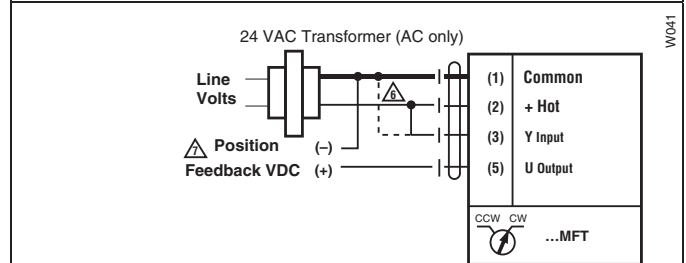 W041
24 VAC Transformer (AC only)
Line
Volts
6
(1) Common
(2) + Hot
(3) Y Input
(5) U Output
7 Position (–)
Feedback VDC (+)
CCW CW
...MFT